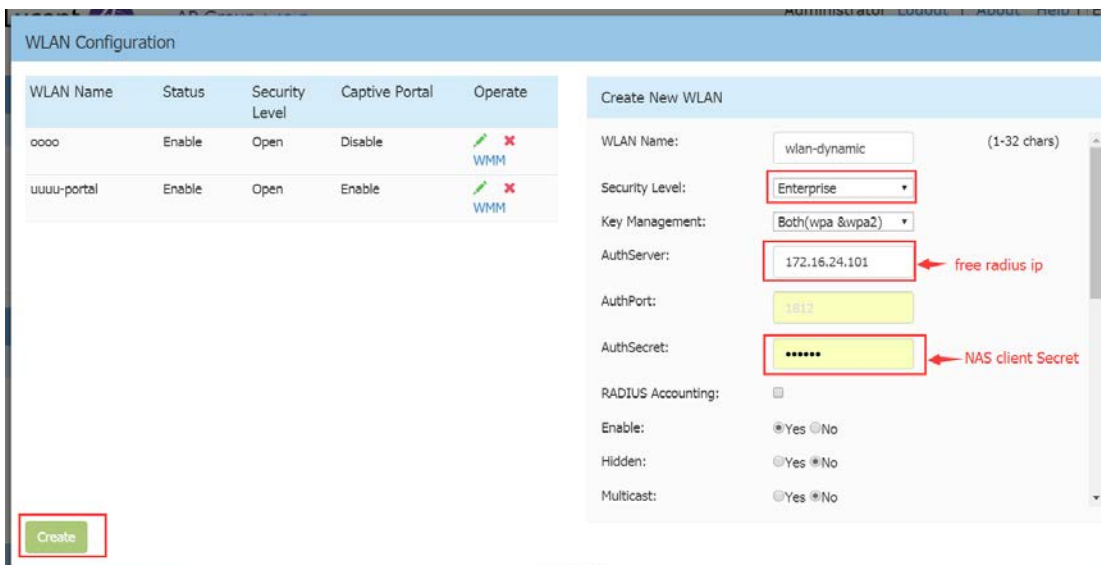 Administrator Logout | About Help | E
WLAN Configuration
WLAN Name Status Security Level Captive Portal Operate
oooo Enable Open Disable
WMM
uuuu-portal Enable Open Enable
WMM
Create
Create New WLAN
WLAN Name: wlan-dynamic (1-32 chars)
Security Level: Enterprise
Key Management: Both(wpa &wpa2)
AuthServer: 172.16.24.101 free radius ip
AuthPort: 1812
AuthSecret: •••••• NAS client Secret
RADIUS Accounting:
Enable: Yes No
Hidden: Yes No
Multicast: Yes No